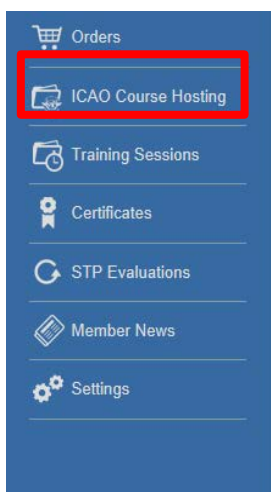 Orders
ICAO Course Hosting
Training Sessions
Certificates
STP Evaluations
Member News
Settings